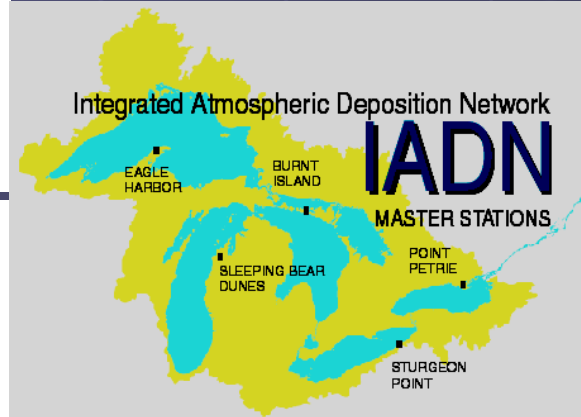 Integrated Atmospheric Deposition Network
IADN
MASTER STATIONS
EAGLE
HARBOR
BURNT
ISLAND
SLEEPING BEAR
DUNES
POINT
PETRIE
STURGEON
POINT